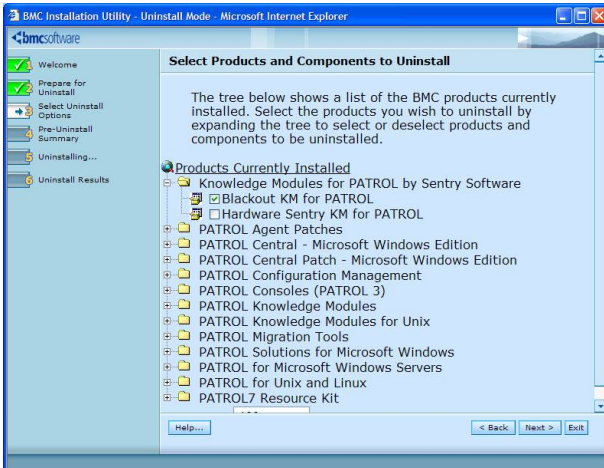 BMC Installation Utility - Uninstall Mode - Microsoft Internet Explorer
bmcsoftware
1 Welcome
2 Prepare for
Uninstall
3 Select Uninstall
Options
4 Pre-Uninstall
Summary
5 Uninstalling...
6 Uninstall Results
Select Products and Components to Uninstall
The tree below shows a list of the BMC products currently
installed. Select the products you wish to uninstall by
expanding the tree to select or deselect products and
components to be uninstalled.
Products Currently Installed
Knowledge Modules for PATROL by Sentry Software
Blackout KM for PATROL
Hardware Sentry KM for PATROL
PATROL Agent Patches
PATROL Central - Microsoft Windows Edition
PATROL Central Patch - Microsoft Windows Edition
PATROL Configuration Management
PATROL Consoles (PATROL 3)
PATROL Knowledge Modules
PATROL Knowledge Modules for Unix
PATROL Migration Tools
PATROL Solutions for Microsoft Windows
PATROL for Microsoft Windows Servers
PATROL for Unix and Linux
PATROL7 Resource Kit
Help...
< Back
Next >
Exit